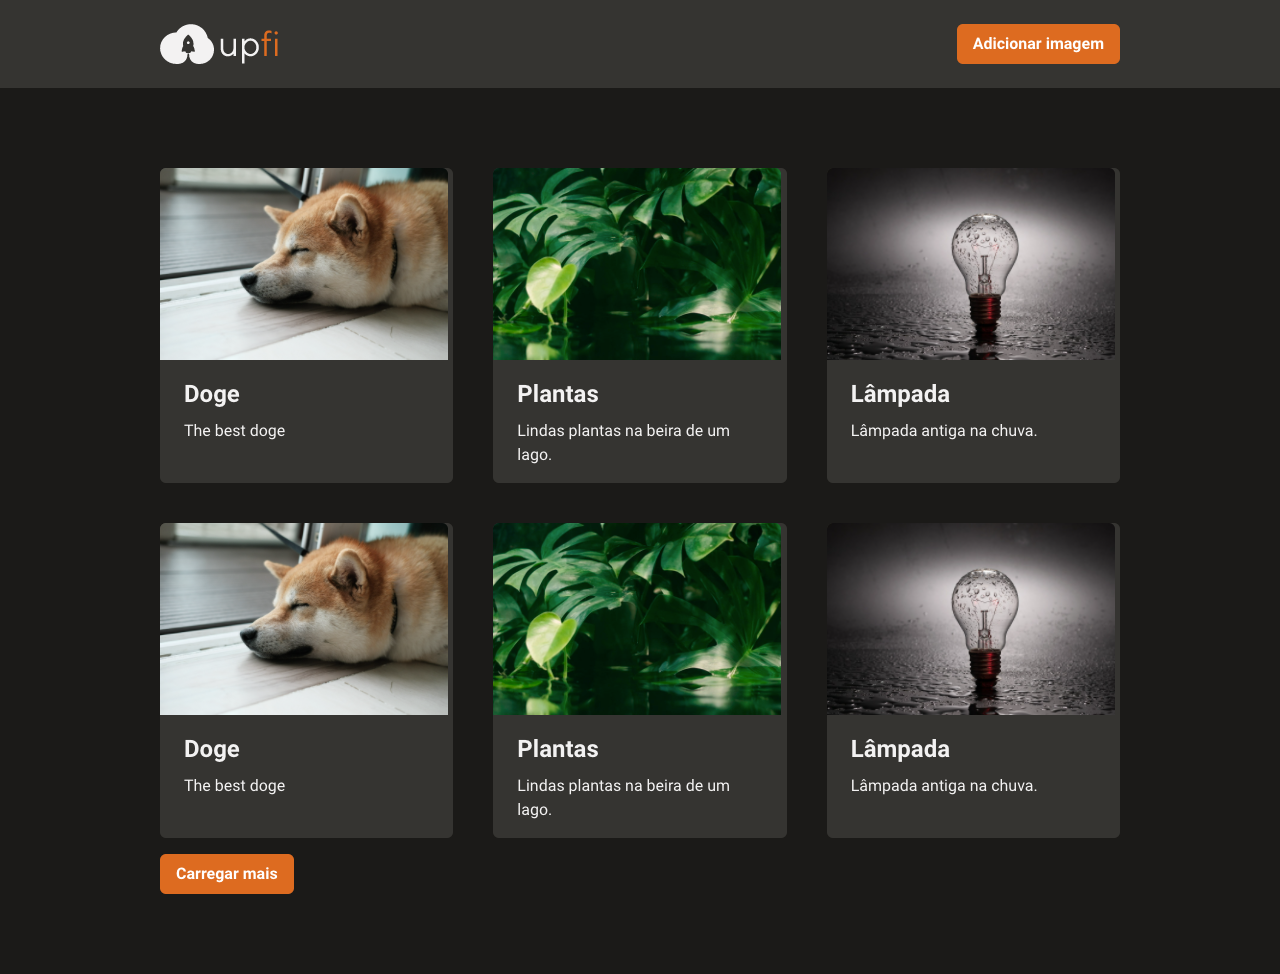 upfi
Adicionar imagem
Doge
The best doge
Plantas
Lindas plantas na beira de um
lago.
Lâmpada
Lâmpada antiga na chuva.
Doge
The best doge
Plantas
Lindas plantas na beira de um
lago.
Lâmpada
Lâmpada antiga na chuva.
Carregar mais